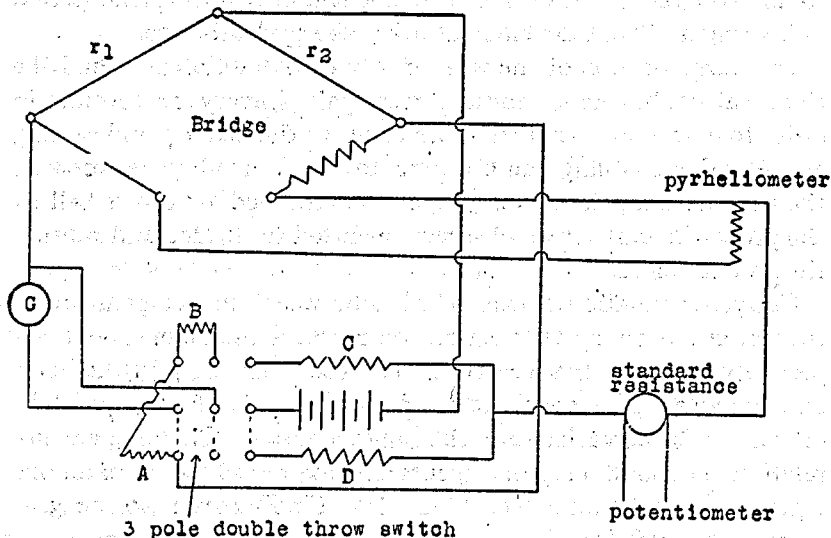 r1
r2
Bridge
pyrheliometer
G
B
C
standard
resistance
A
D
3 pole double throw switch
potentiometer